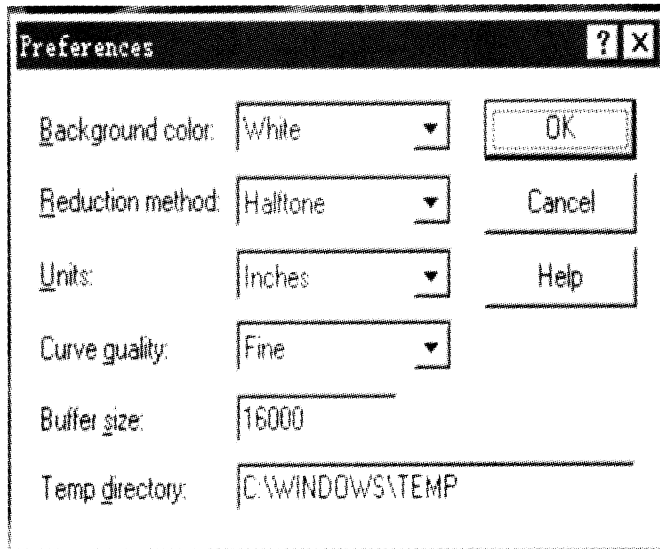 Preferences
Background color: White OK
Reduction method: Halftone Cancel
Units: Inches Help
Curve guality: Fine
Buffer size: 16000
Temp directory: C:\WINDOWS\TEMP